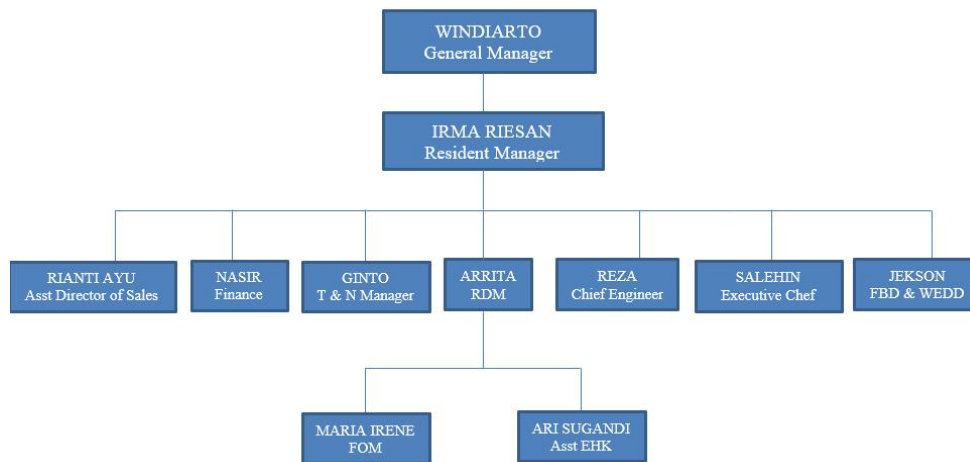 WINDIARTO
General Manager
IRMA RIESAN
Resident Manager
RIANTI AYU
Asst Director of Sales
NASIR
Finance
GINTO
T & N Manager
ARRITA
RDM
REZA
Chief Engineer
SALEHIN
Executive Chef
JEKSON
FBD & WEDD
MARIA IRENE
FOM
ARI SUGANDI
Asst EHK